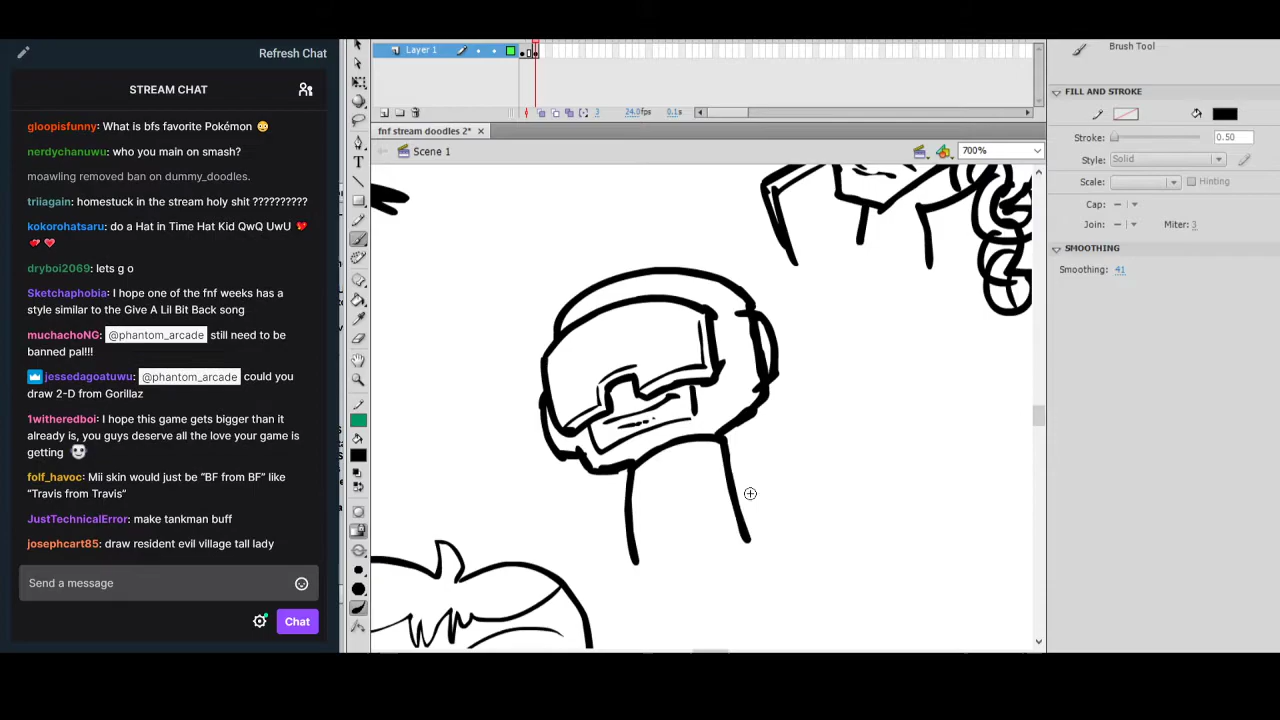 Refresh Chat
STREAM CHAT
gloopisfunny: What is bfs favorite Pokémon
nerdychanuwu: who you main on smash?
moawling removed ban on dummy_doodles.
triiagain: homestuck in the stream holy shit ??????????
kokorohatsaru: do a Hat in Time Hat Kid QwQ UwU
dryboi2069: lets g o
Sketchaphobia: I hope one of the fnf weeks has a
style similar to the Give A Lil Bit Back song
muchachoNG: @phantom_arcade still need to be
banned pal!!!
jessedagoatuwu: @phantom_arcade could you
draw 2-D from Gorillaz
1witheredboi: I hope this game gets bigger than it
already is, you guys deserve all the love your game is
getting
folf_havoc: Mii skin would just be “BF from BF” like
“Travis from Travis”
JustTechnicalError: make tankman buff
josephcart85: draw resident evil village tall lady
Send a message
Chat
Layer 1
3 24.0fps 0.1s
fnf stream doodles 2*
Scene 1
700%
Brush Tool
FILL AND STROKE
Stroke: 0.50
Style: Solid
Scale: Hinting
Cap:
Join: Miter: 3
SMOOTHING
Smoothing: 41